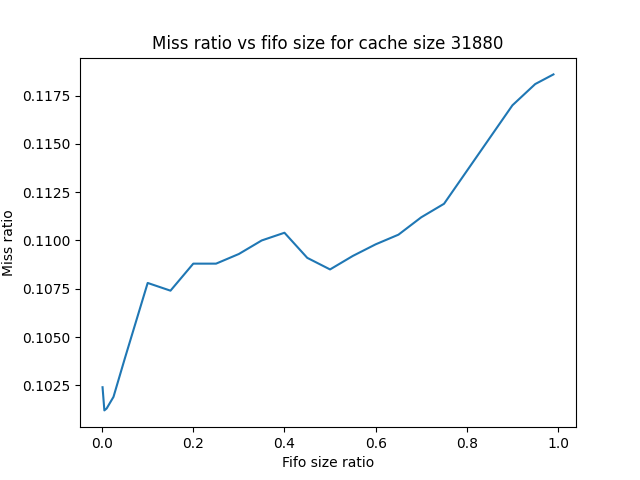 Miss ratio vs fifo size for cache size 31880
0.1175
0.1150
0.1125
0.1100
0.1075
0.1050
0.1025
Miss ratio
0.0 0.2 0.4 0.6 0.8 1.0
Fifo size ratio